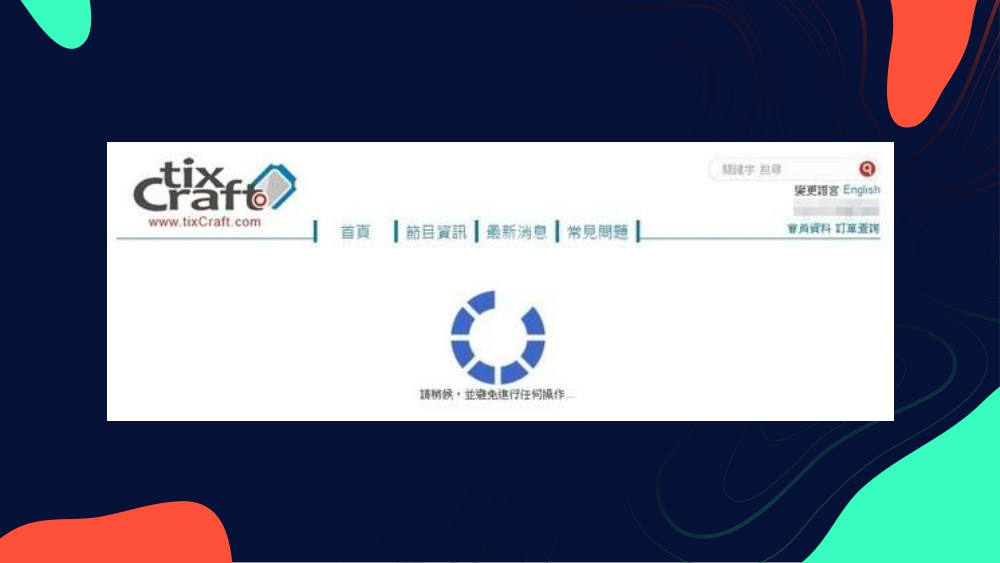 tix
Craft
www.tixCraft.com
關鍵字 搜尋
變更語言 English
會員資料 訂單查詢
首頁 節目資訊 最新消息 常見問題
請稍候，並避免進行任何操作...